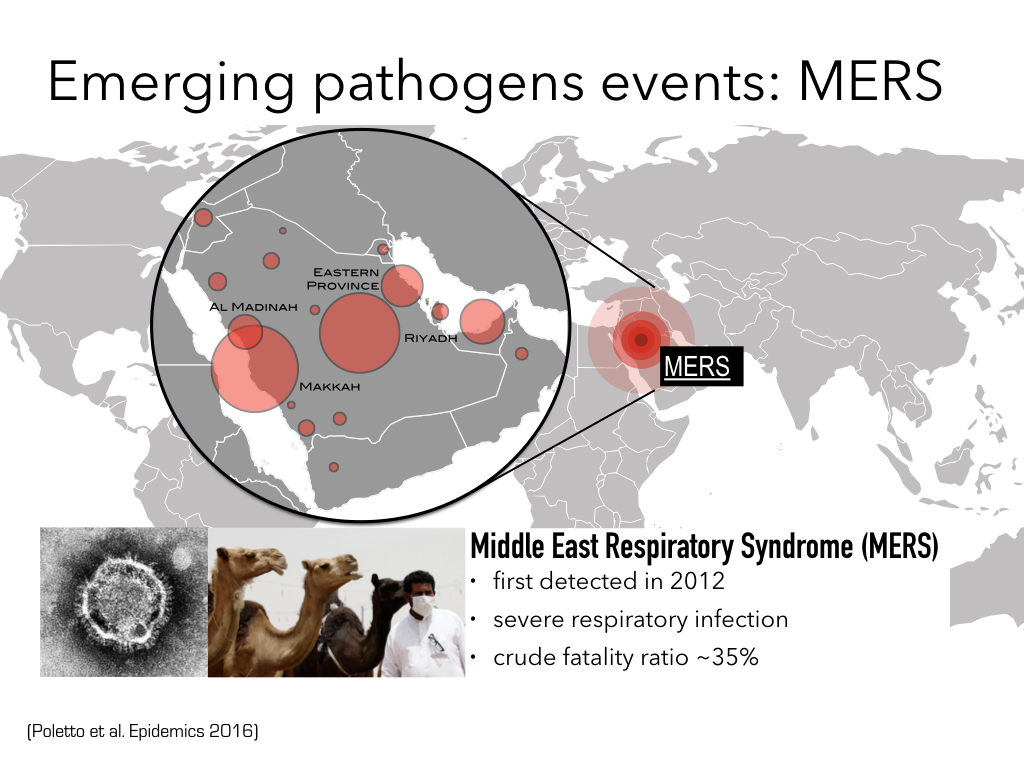 Emerging pathogens events: MERS
EASTERN
PROVINCE
AL MADINAH
RIYADH
MAKKAH
MERS
Middle East Respiratory Syndrome (MERS)
• first detected in 2012
• severe respiratory infection
• crude fatality ratio ~35%
(Poletto et al. Epidemics 2016)